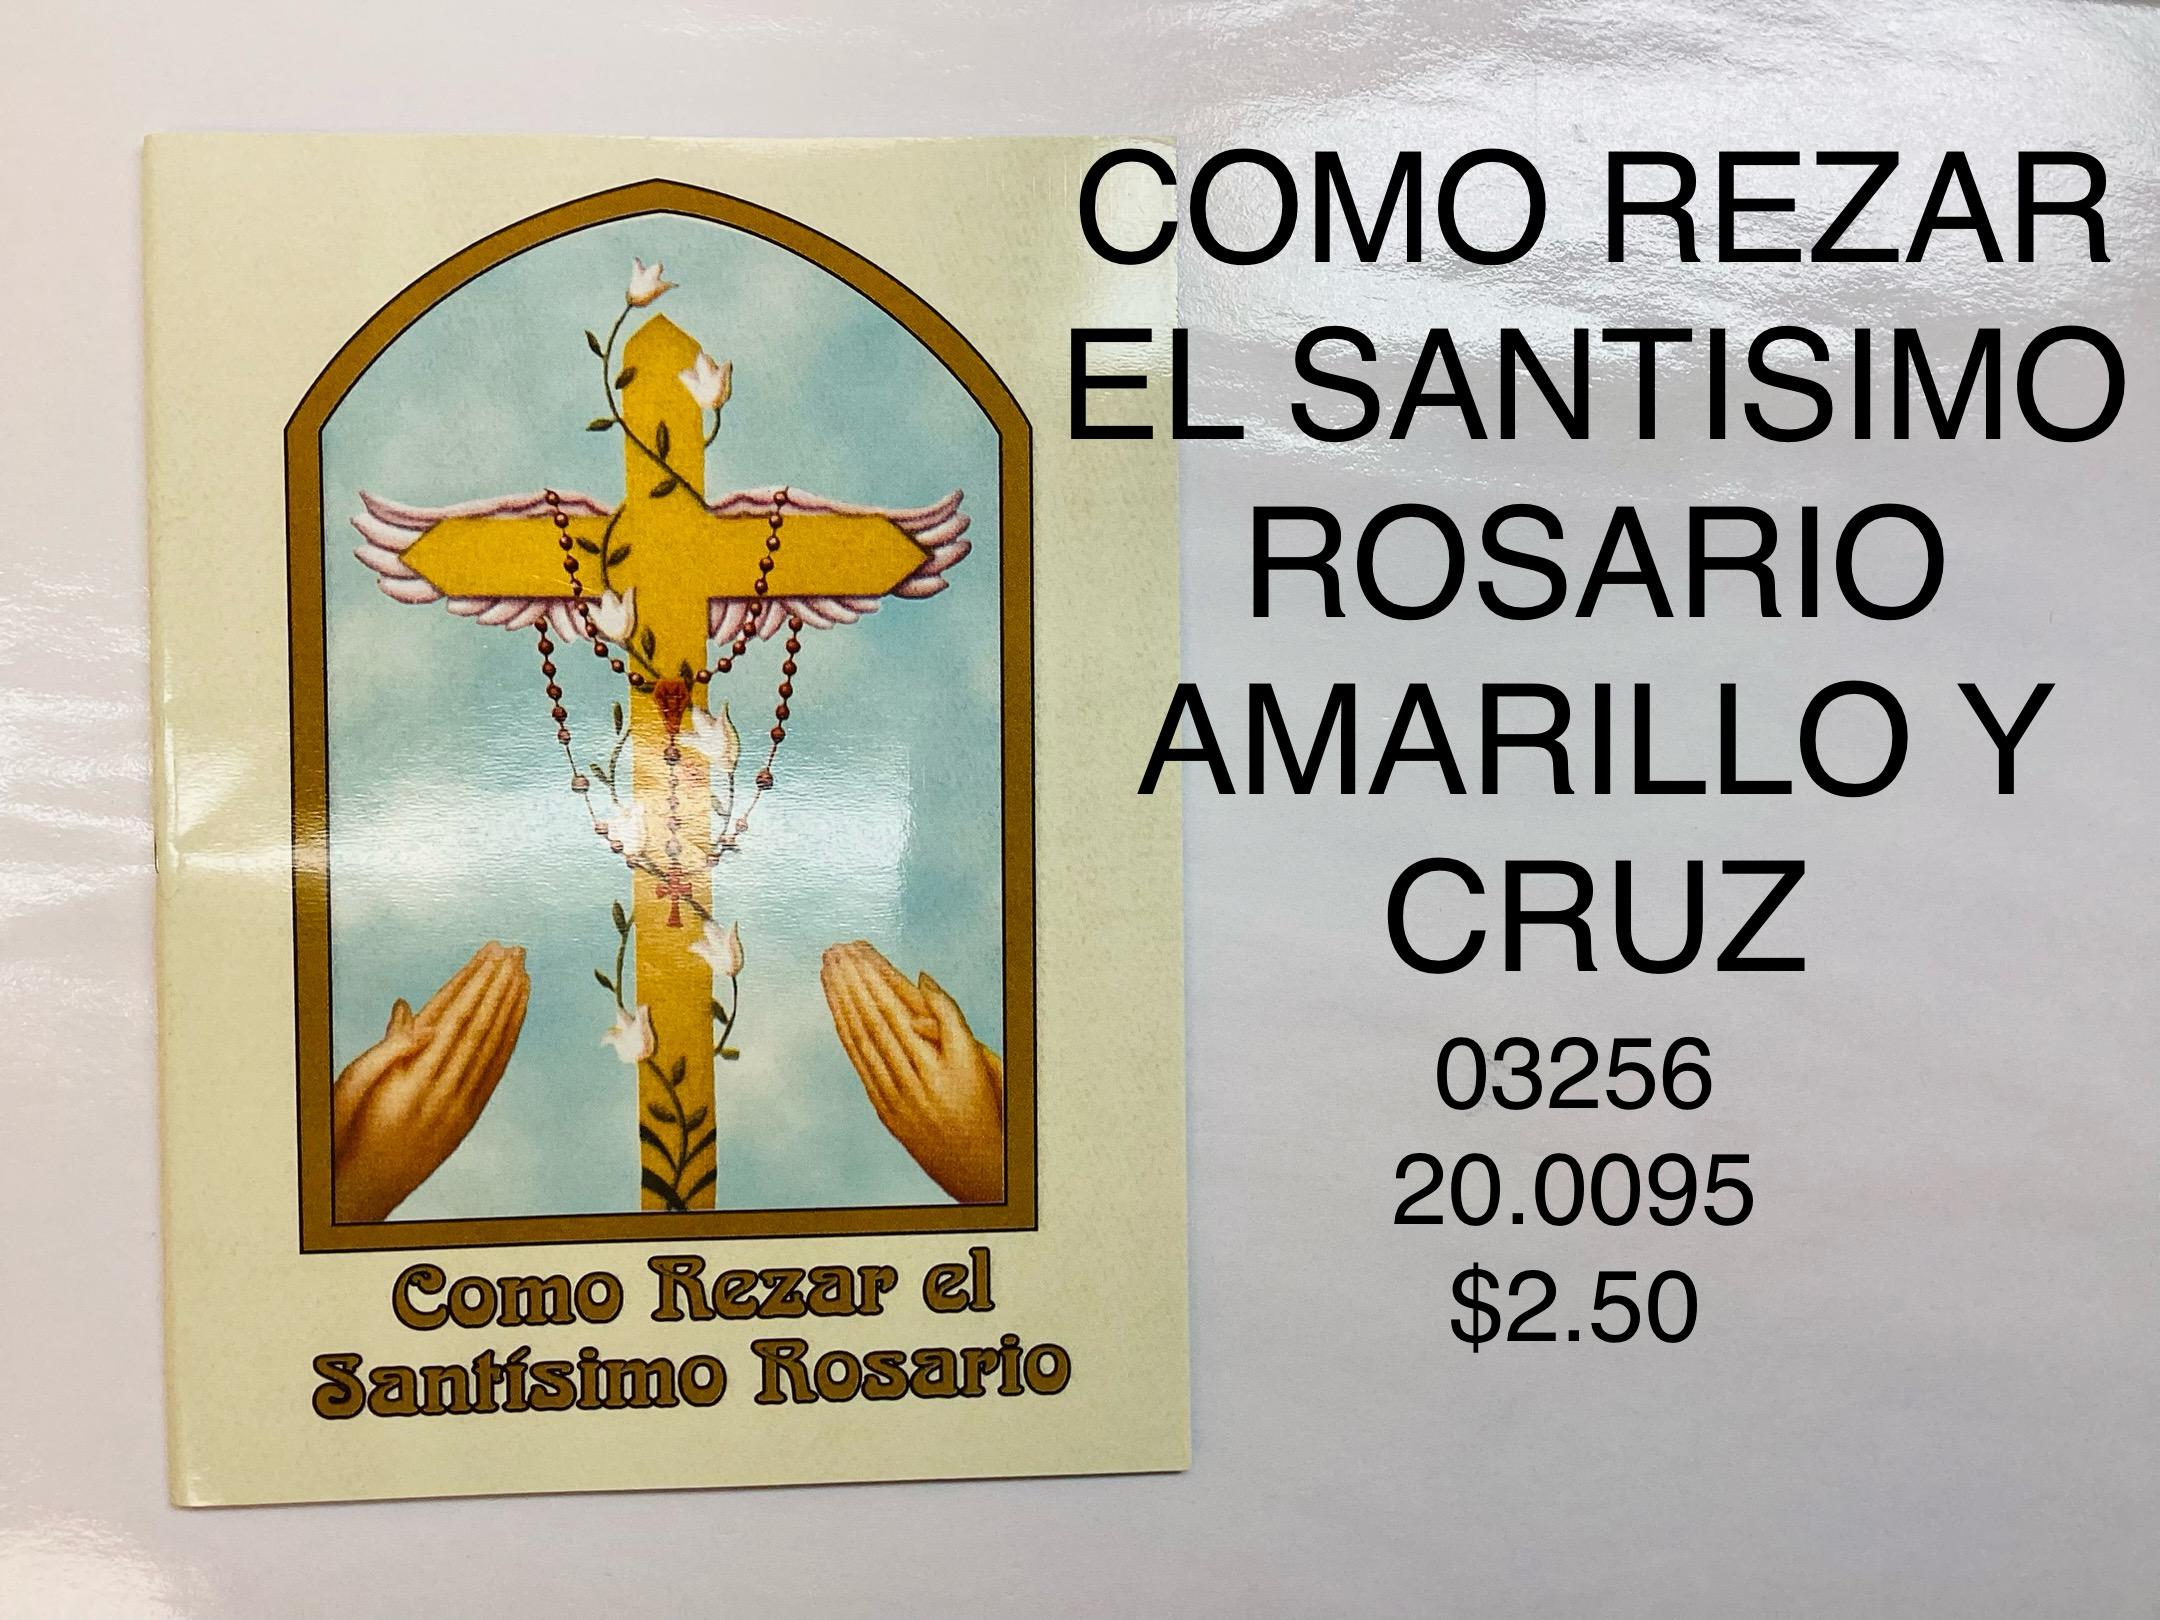 COMO REZAR
EL SANTISIMO
ROSARIO
AMARILLO Y
CRUZ
03256
20.0095
$2.50
Como Rezar el
Santísimo Rosario